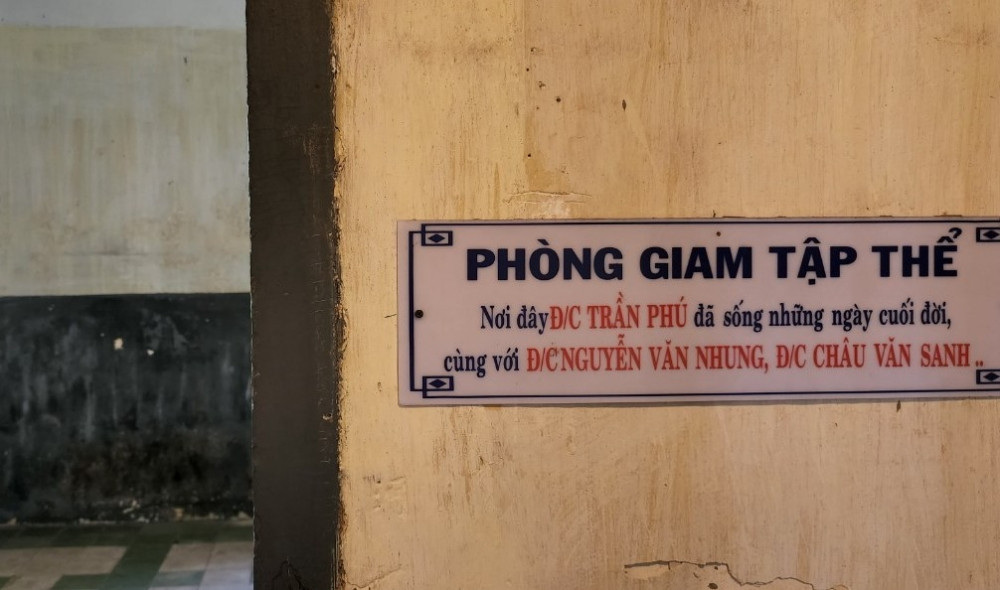 PHÒNG GIAM TẬP THỂ
Nơi đây Đ/C TRẦN PHÚ đã sống những ngày cuối đời,
cùng với Đ/C NGUYỄN VĂN NHUNG, Đ/C CHÂU VĂN SANH ..